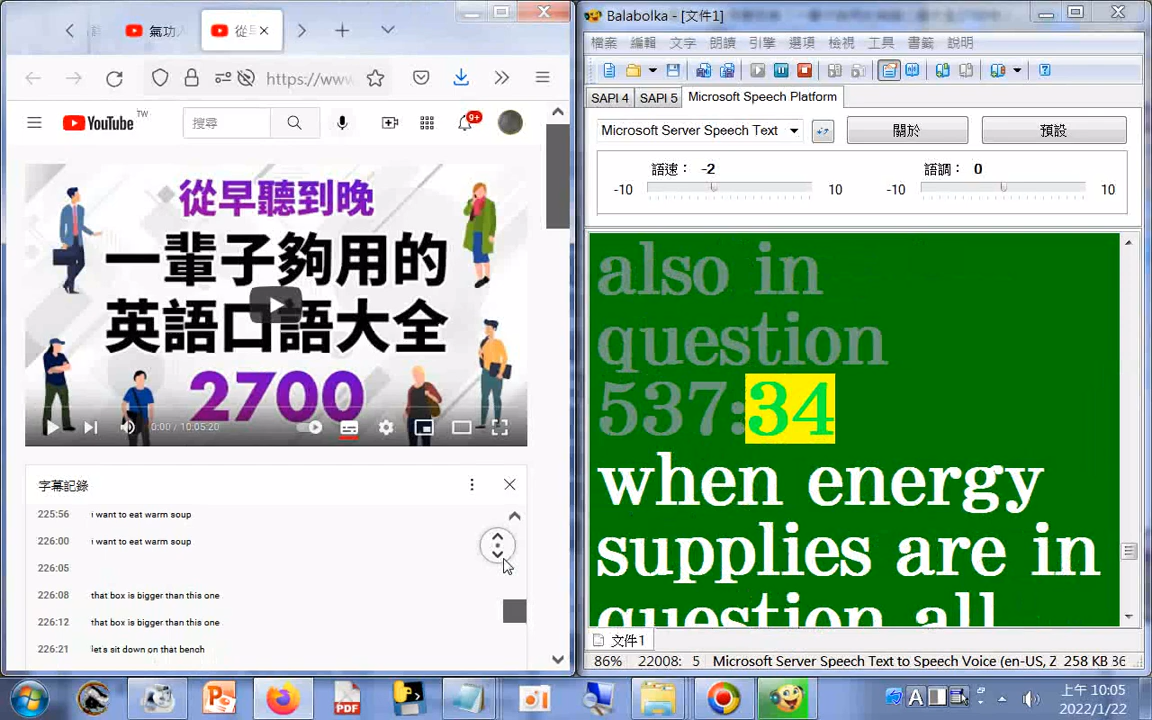 氣功
從
https://www
YouTube TW
搜尋
9+
從早聽到晚
一輩子夠用的
英語口語大全
2700
0:00 / 10:05:20
字幕記錄
225:56 i want to eat warm soup
226:00 i want to eat warm soup
226:05
226:08 that box is bigger than this one
226:12 that box is bigger than this one
226:21 let's sit down on that bench
Balabolka - [文件1]
檔案 編輯 文字 朗讀 引擎 選項 檢視 工具 書籤 說明
SAPI 4 SAPI 5 Microsoft Speech Platform
Microsoft Server Speech Text 關於 預設
語速： -2 語調： 0
-10 10 -10 10
also in
question
537:34
when energy
supplies are in
question all
文件1
86% 22008: 5 Microsoft Server Speech Text to Speech Voice (en-US, Z 258 KB 36
PDF
A
上午 10:05
2022/1/22